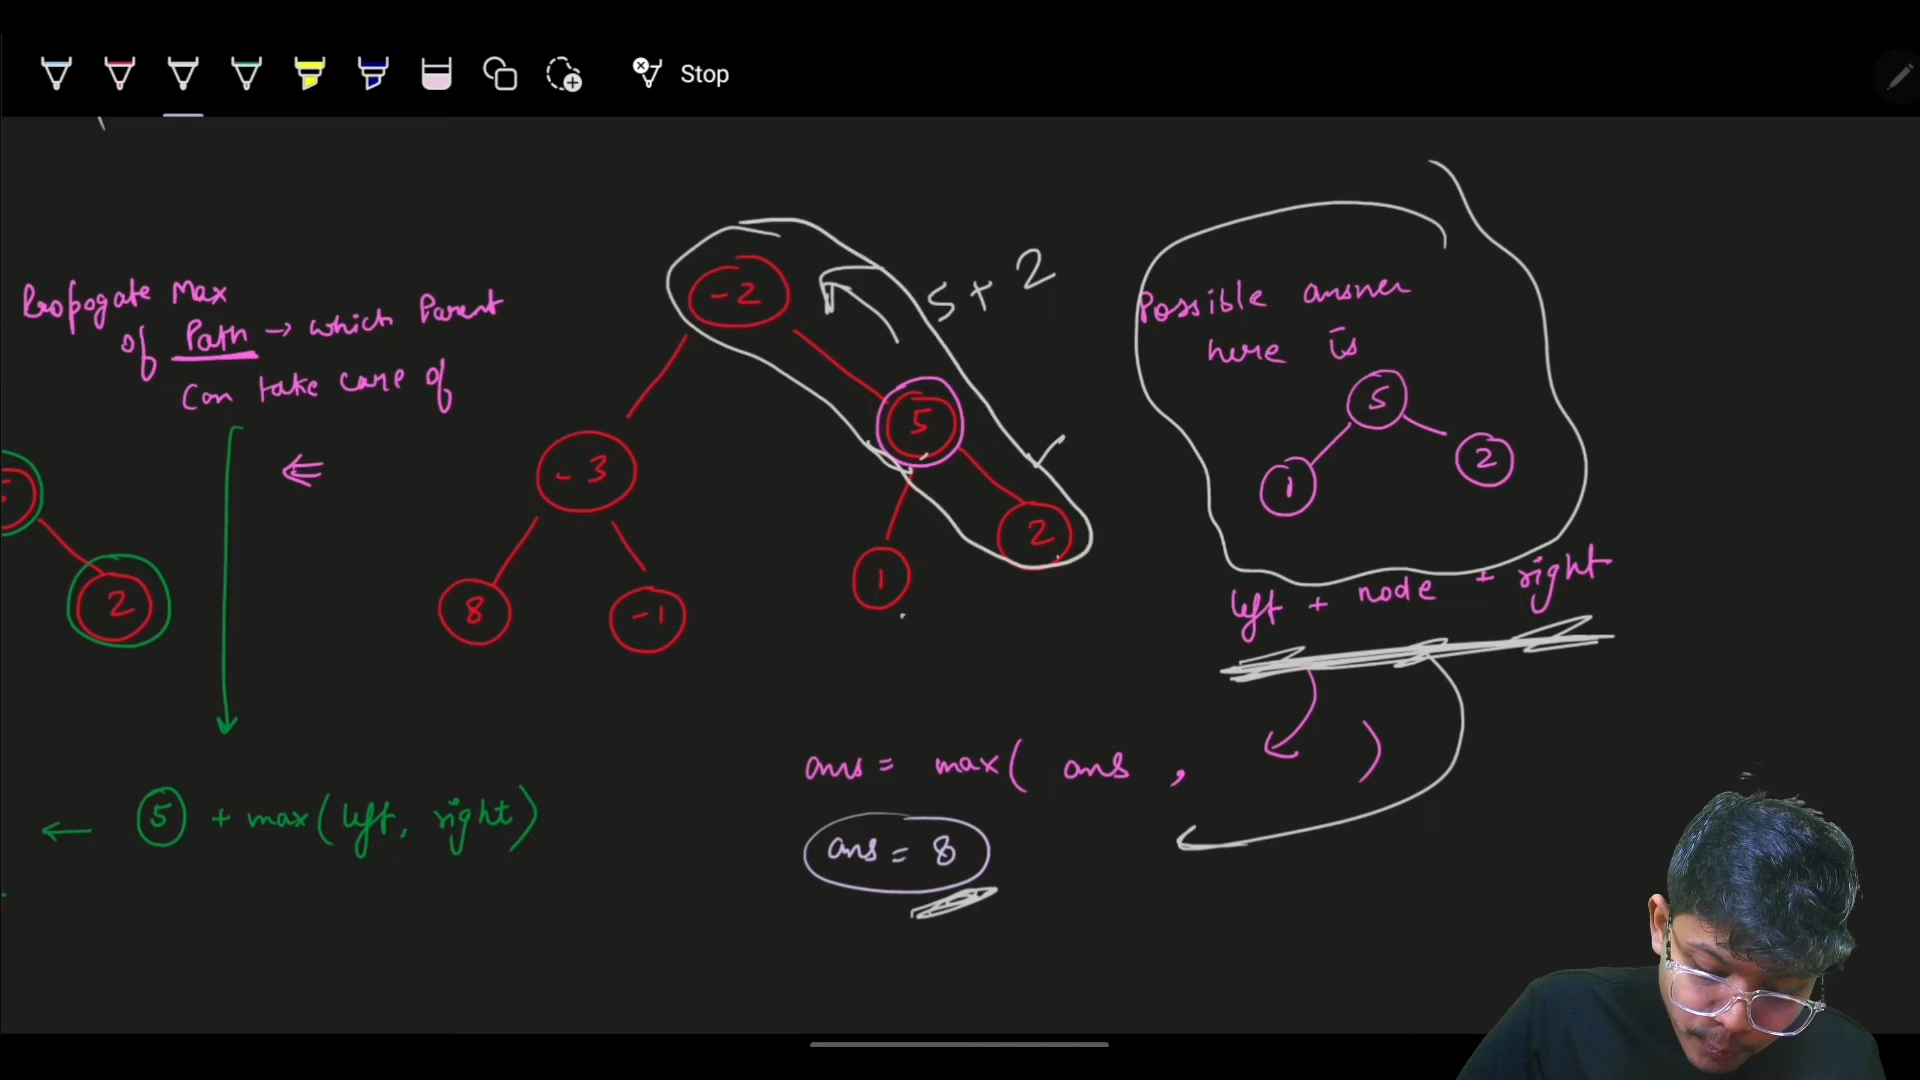 Stop
Propogate Max
of Path → which Parent
Can take care of
-2
5 + 2
5
-3
2
8
-1
1
2
Possible answer
here is
5
1
2
left + node + right
ans = max( ans , )
ans = 8
← 5 + max(left, right)